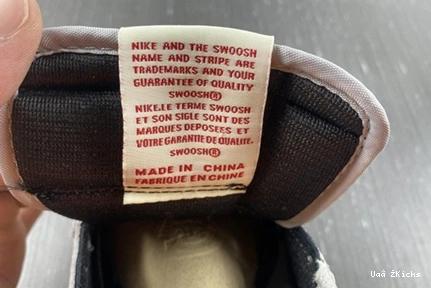 NIKE AND THE SWOOSH
NAME AND STRIPE ARE
TRADEMARKS AND YOUR
GUARANTEE OF QUALITY
SWOOSH®
NIKE.LE TERME SWOOSH
ET SON SIGLE SONT DES
MARQUES DEPOSEES ET
VOTRE GARANTIE DE QUALITE.
SWOOSH®
MADE IN CHINA
FABRIQUE EN CHINE